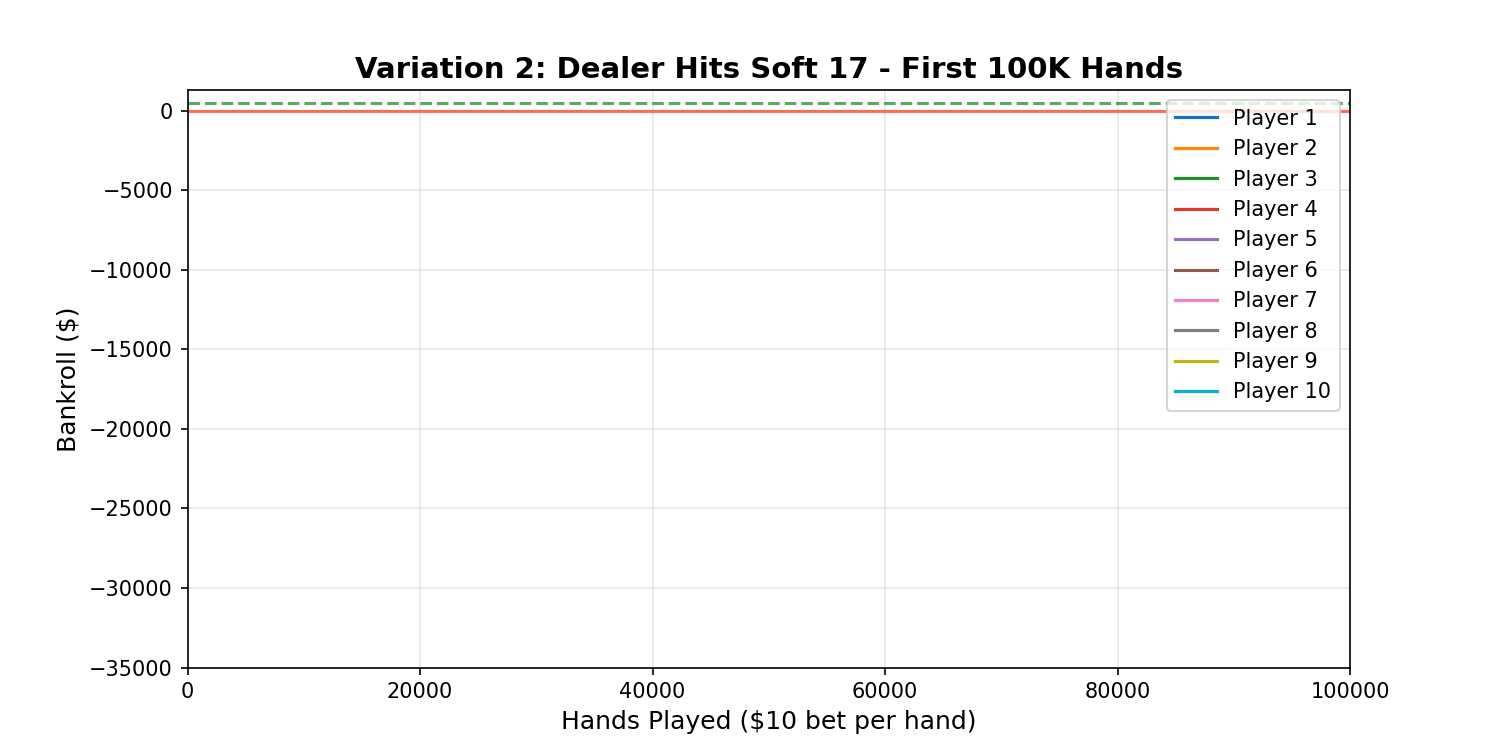 Variation 2: Dealer Hits Soft 17 - First 100K Hands
Bankroll ($)
0
−5000
−10000
−15000
−20000
−25000
−30000
−35000
Player 1
Player 2
Player 3
Player 4
Player 5
Player 6
Player 7
Player 8
Player 9
Player 10
0 20000 40000 60000 80000 100000
Hands Played ($10 bet per hand)